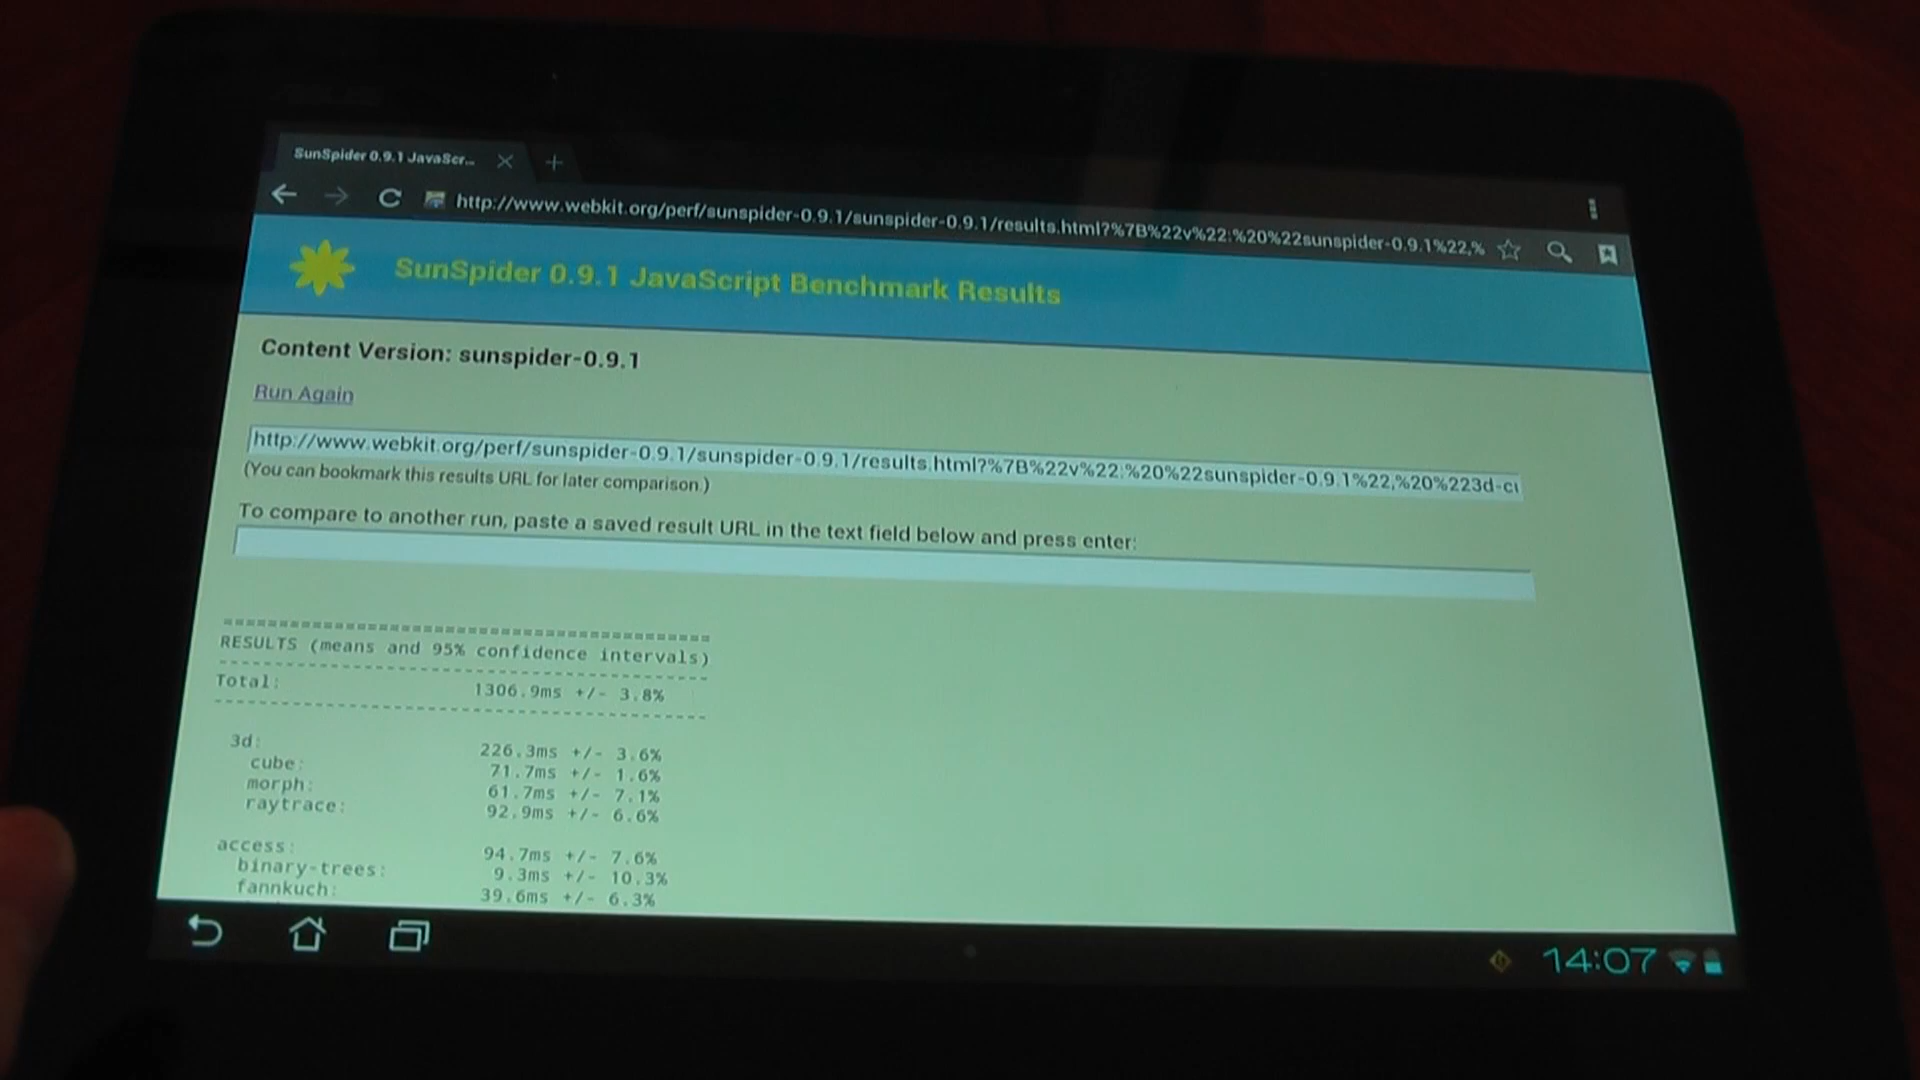 SunSpider 0.9.1 JavaScr...
http://www.webkit.org/perf/sunspider-0.9.1/sunspider-0.9.1/results.html?%7B%22v%22:%20%22sunspider-0.9.1%22,%
SunSpider 0.9.1 JavaScript Benchmark Results
Content Version: sunspider-0.9.1
Run Again
http://www.webkit.org/perf/sunspider-0.9.1/sunspider-0.9.1/results.html?%7B%22v%22:%20%22sunspider-0.9.1%22,%20%223d-cu
(You can bookmark this results URL for later comparison.)
To compare to another run, paste a saved result URL in the text field below and press enter:
============================================
RESULTS (means and 95% confidence intervals)
--------------------------------------------
Total: 1306.9ms +/- 3.8%
--------------------------------------------
3d: 226.3ms +/- 3.6%
cube: 71.7ms +/- 1.6%
morph: 61.7ms +/- 7.1%
raytrace: 92.9ms +/- 6.6%
access: 94.7ms +/- 7.6%
binary-trees: 9.3ms +/- 10.3%
fannkuch: 39.6ms +/- 6.3%
14:07